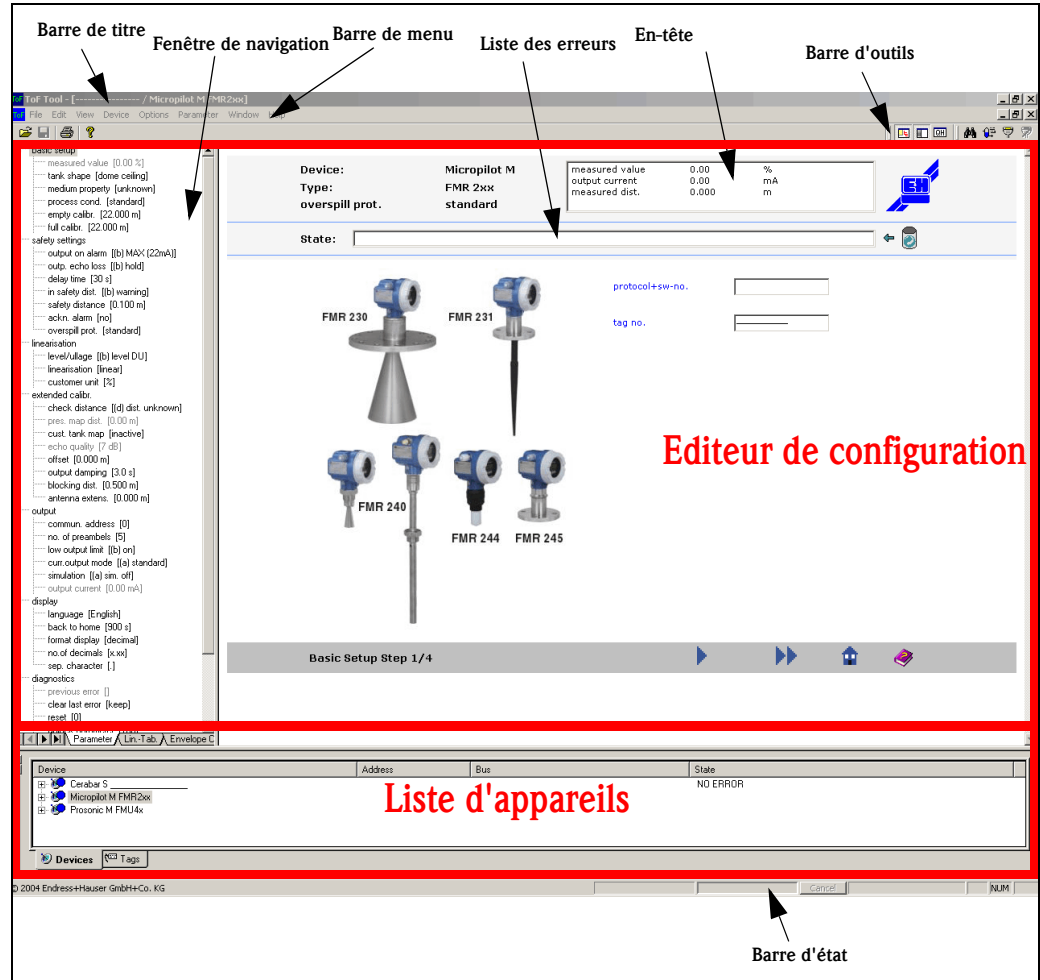 Barre de titre
Fenêtre de navigation
Barre de menu
Liste des erreurs
En-tête
Barre d'outils
ToF Tool - [---------------- / Micropilot M FMR2xx]
File Edit View Device Options Parameter Window Help
basic setup
measured value [0.00 %]
tank shape [dome ceiling]
medium property [unknown]
process cond. [standard]
empty calibr. [22.000 m]
full calibr. [22.000 m]
safety settings
output on alarm [(b) MAX (22mA)]
outp. echo loss [(b) hold]
delay time [30 s]
in safety dist. [(b) warning]
safety distance [0.100 m]
ackn. alarm [no]
overspill prot. [standard]
linearisation
level/ullage [(b) level DU]
linearisation [linear]
customer unit [%]
extended calibr.
check distance [(d) dist. unknown]
pres. map dist. [0.00 m]
cust. tank map [inactive]
echo quality [7 dB]
offset [0.000 m]
output damping [3.0 s]
blocking dist. [0.500 m]
antenna extens. [0.000 m]
output
commun. address [0]
no. of preambels [5]
low output limit [(b) on]
curr.output mode [(a) standard]
simulation [(a) sim. off]
output current [0.00 mA]
display
language [English]
back to home [900 s]
format display [decimal]
no.of decimals [x.xx]
sep. character [.]
diagnostics
previous error []
clear last error [keep]
reset [0]
Parameter Lin.-Tab. Envelope C
Device: Micropilot M
Type: FMR 2xx
overspill prot. standard
measured value 0.00 %
output current 0.00 mA
measured dist. 0.000 m
EH
State:
protocol+sw-no.
tag no.
FMR 230
FMR 231
FMR 240
FMR 244
FMR 245
Editeur de configuration
Basic Setup Step 1/4
Device Address Bus State
Cerabar S NO ERROR
Micropilot M FMR2xx
Prosonic M FMU4x
Liste d'appareils
Devices Tags
© 2004 Endress+Hauser GmbH+Co. KG
Cancel
NUM
Barre d'état